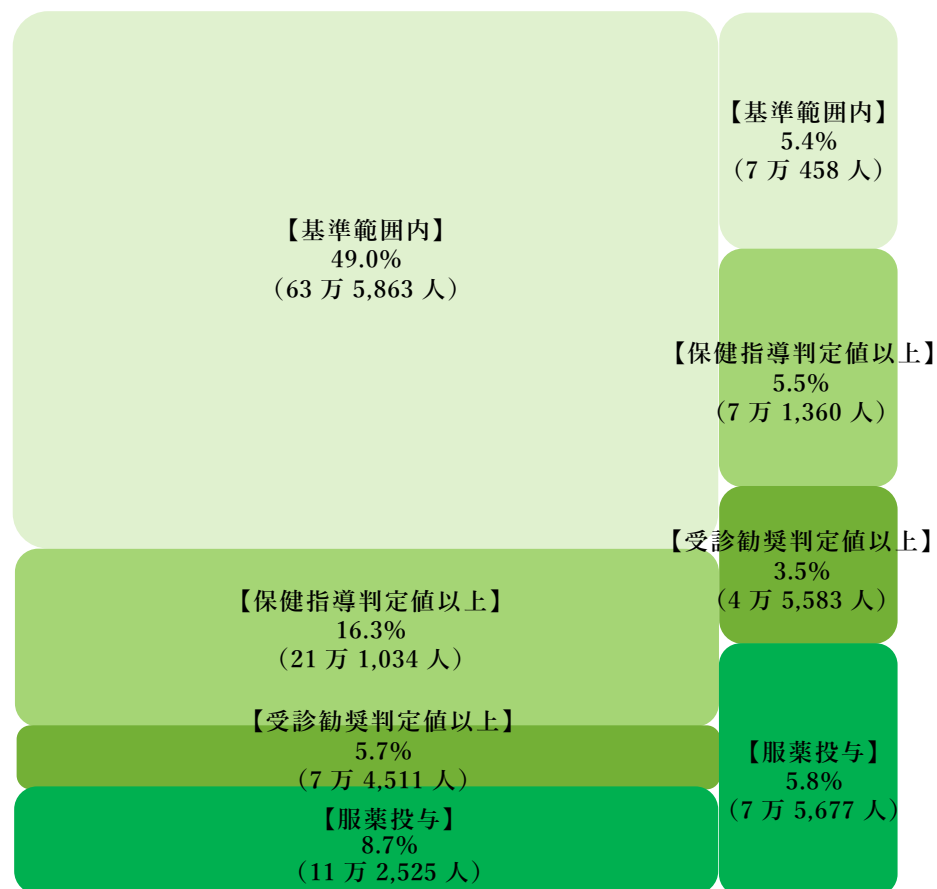 【基準範囲内】
49.0%
（63 万 5,863 人）
【保健指導判定値以上】
16.3%
（21 万 1,034 人）
【受診勧奨判定値以上】
5.7%
（7 万 4,511 人）
【服薬投与】
8.7%
（11 万 2,525 人）
【基準範囲内】
5.4%
（7 万 458 人）
【保健指導判定値以上】
5.5%
（7 万 1,360 人）
【受診勧奨判定値以上】
3.5%
（4 万 5,583 人）
【服薬投与】
5.8%
（7 万 5,677 人）